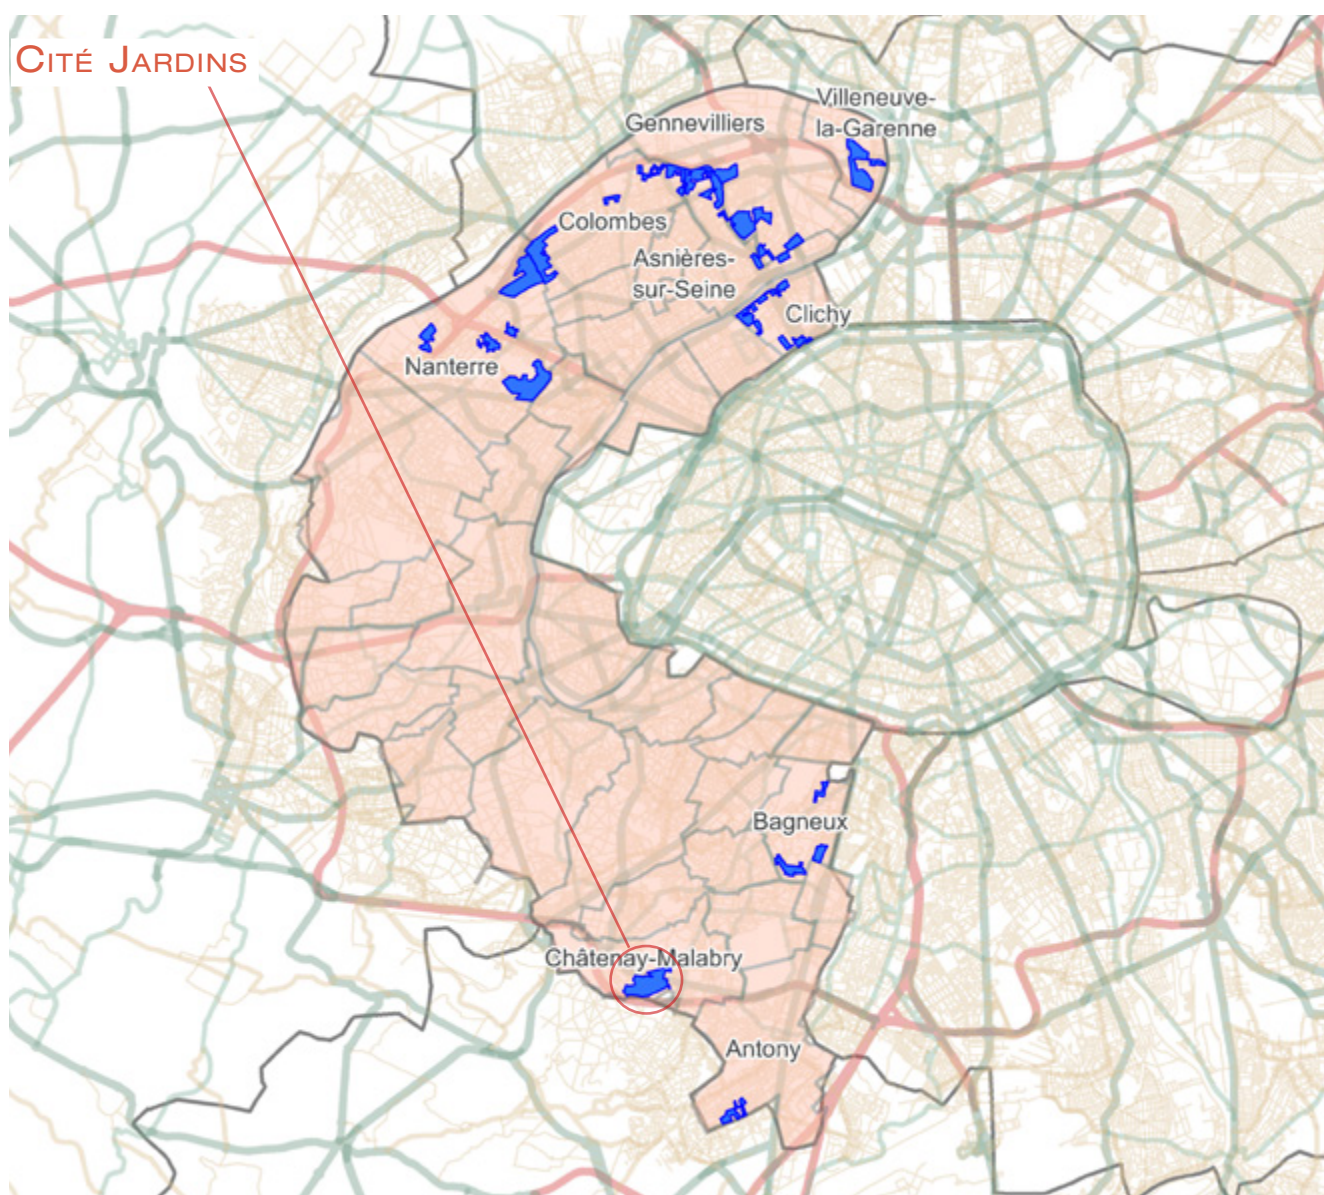 CITÉ JARDINS
Villeneuve-
la-Garenne
Gennevilliers
Colombes
Asnières-
sur-Seine
Clichy
Nanterre
Bagneux
Châtenay-Malabry
Antony